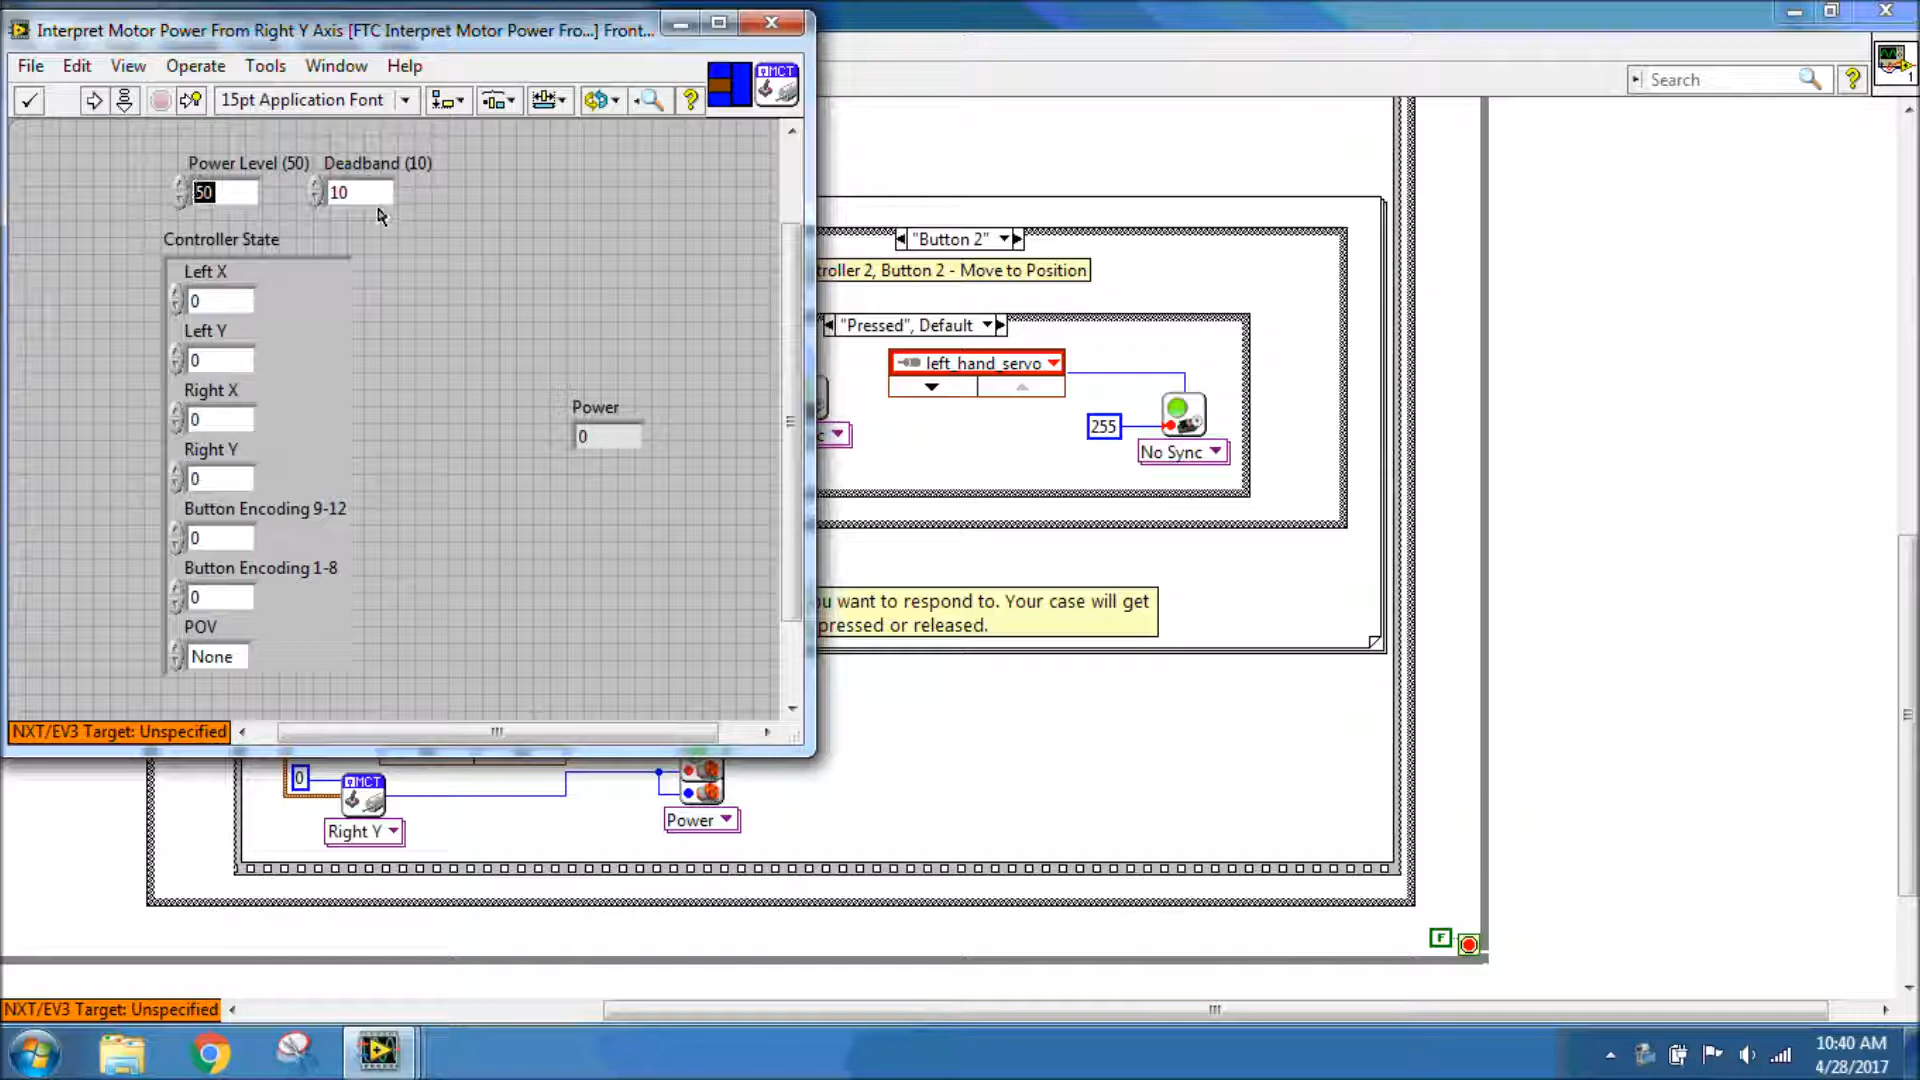 Interpret Motor Power From Right Y Axis [FTC Interpret Motor Power Fro...] Front...
File Edit View Operate Tools Window Help
15pt Application Font
MCT
Search
1
Power Level (50) Deadband (10)
50 10
Controller State
Left X
0
Left Y
0
Right X
0
Right Y
0
Button Encoding 9-12
0
Button Encoding 1-8
0
POV
None
Power
0
NXT/EV3 Target: Unspecified
"Button 2"
troller 2, Button 2 - Move to Position
"Pressed", Default
left_hand_servo
255
c
No Sync
ou want to respond to. Your case will get
pressed or released.
0
MCT
Right Y
Power
F
NXT/EV3 Target: Unspecified
10:40 AM
4/28/2017